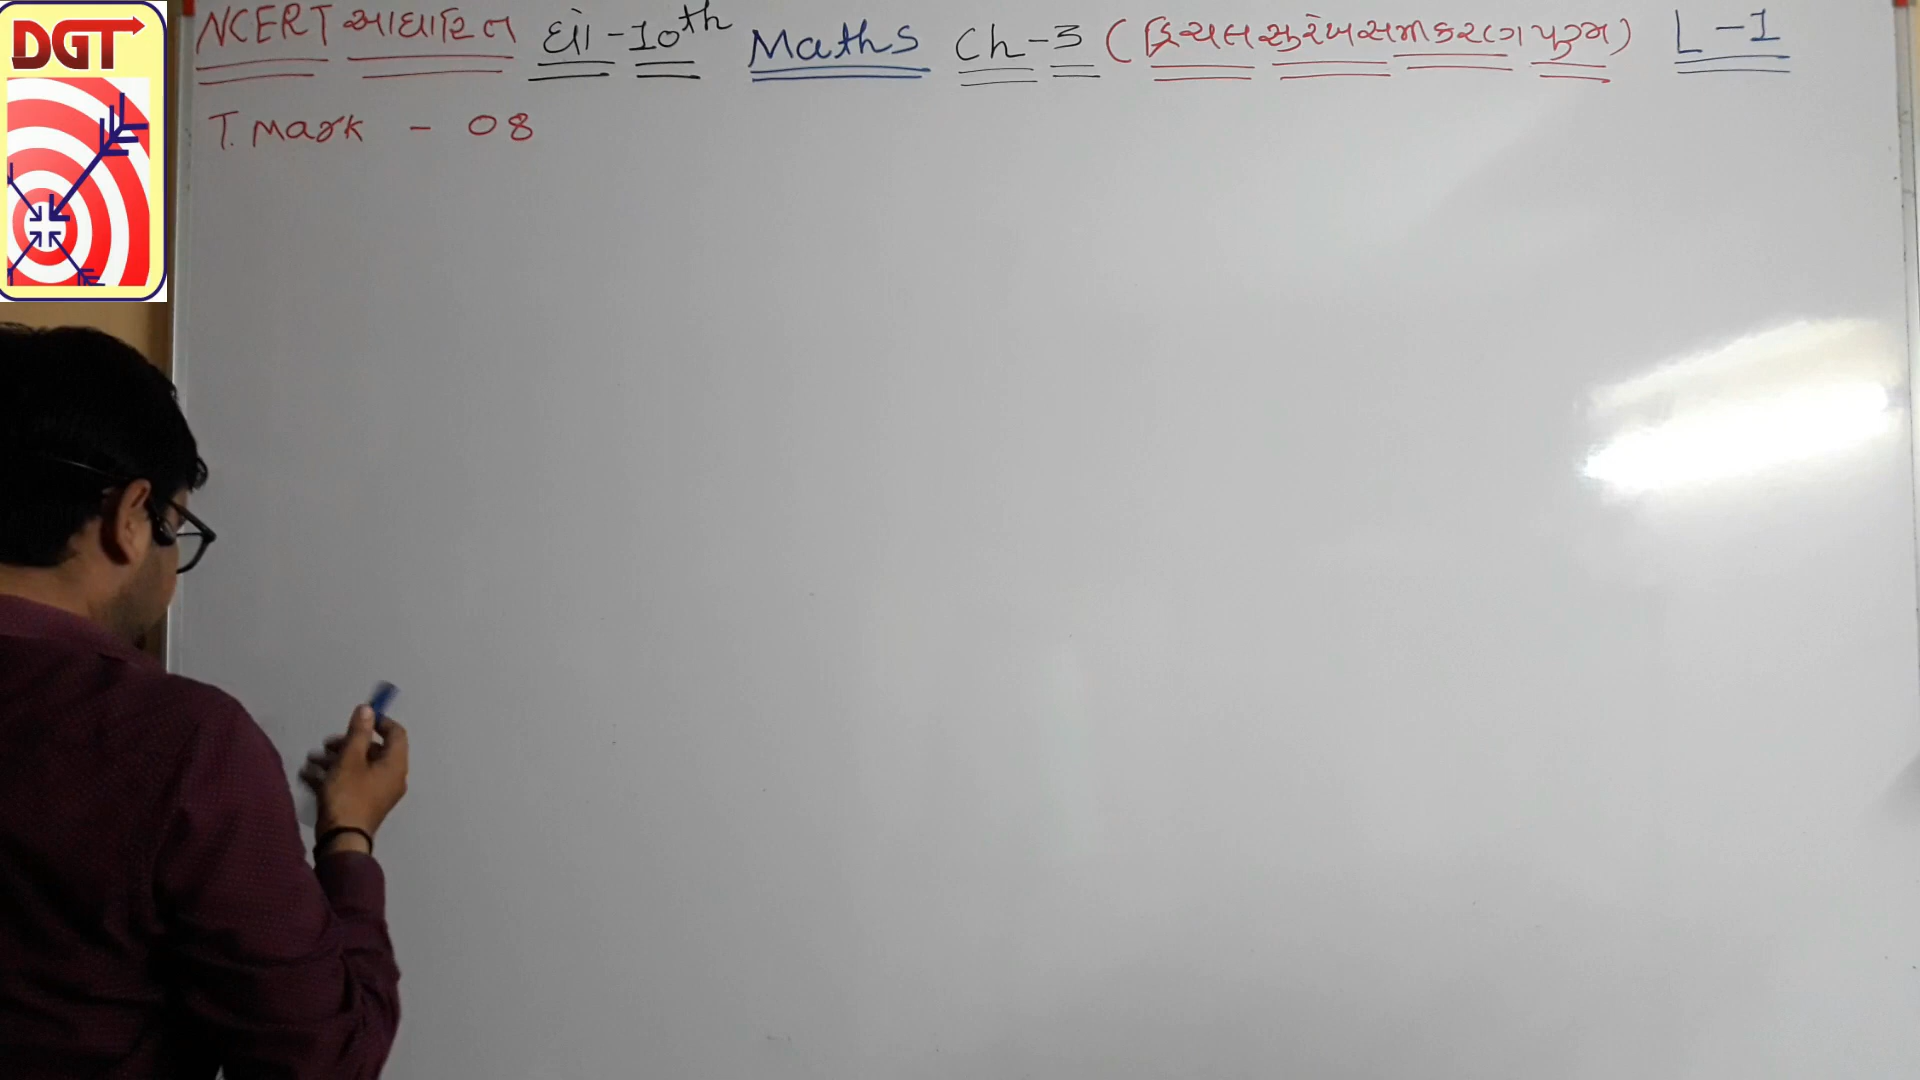 DGT
NCERT આધારિત ધો-10th Maths Ch-3 (દ્વિચલ સુરેખ સમીકરણ યુગ્મ) L-1
T. Mark - 08